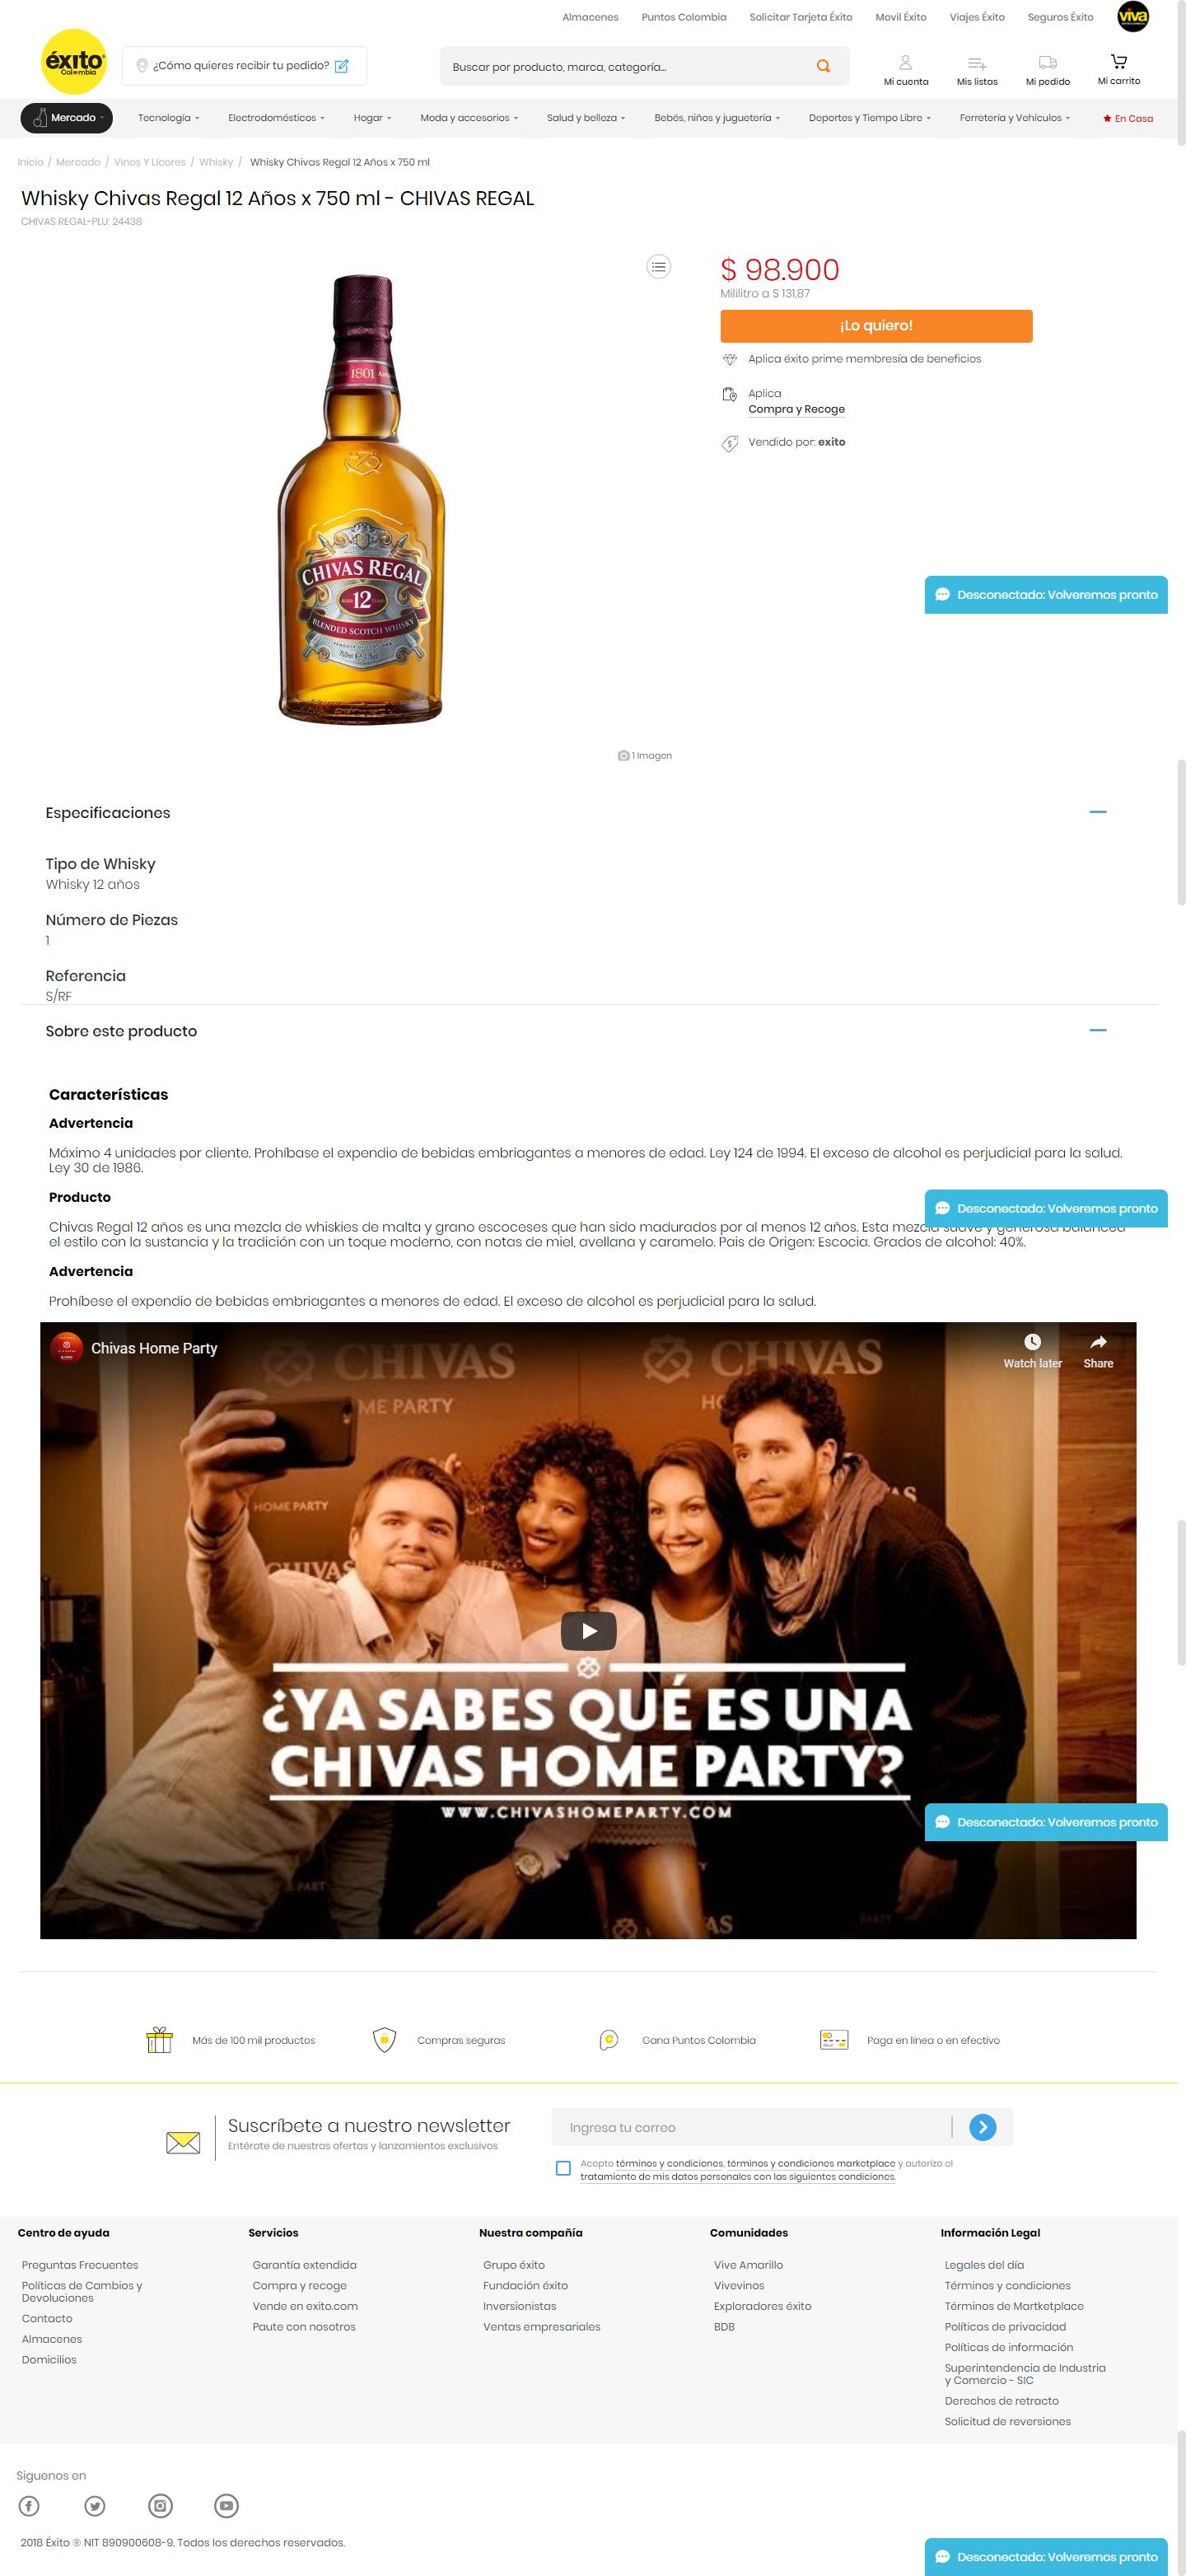 Almacenes Puntos Colombia Solicitar Tarjeta Éxito Movil Éxito Viajes Éxito Seguros Éxito viva
éxito
Colombia
¿Cómo quieres recibir tu pedido?
Buscar por producto, marca, categoría...
Mi cuenta Mis listas Mi pedido Mi carrito
Mercado Tecnología Electrodomésticos Hogar Moda y accesorios Salud y belleza Bebés, niños y juguetería Deportes y Tiempo Libre Ferretería y Vehículos En Casa
Inicio / Mercado / Vinos Y Licores / Whisky / Whisky Chivas Regal 12 Años x 750 ml
Whisky Chivas Regal 12 Años x 750 ml - CHIVAS REGAL
CHIVAS REGAL-PLU: 24438
$ 98.900
Mililitro a $ 131,87
¡Lo quiero!
Aplica éxito prime membresía de beneficios
Aplica
Compra y Recoge
Vendido por: exito
1801
CHIVAS REGAL
AGED 12 YEARS
BLENDED SCOTCH WHISKY
Desconectado: Volveremos pronto
1 Imagen
Especificaciones
Tipo de Whisky
Whisky 12 años
Número de Piezas
1
Referencia
S/RF
Sobre este producto
Características
Advertencia
Máximo 4 unidades por cliente. Prohíbase el expendio de bebidas embriagantes a menores de edad. Ley 124 de 1994. El exceso de alcohol es perjudicial para la salud.
Ley 30 de 1986.
Producto
Desconectado: Volveremos pronto
Chivas Regal 12 años es una mezcla de whiskies de malta y grano escoceses que han sido madurados por al menos 12 años. Esta mezcla suave y generosa balancea
el estilo con la sustancia y la tradición con un toque moderno, con notas de miel, avellana y caramelo. Pais de Origen: Escocia. Grados de alcohol: 40%.
Advertencia
Prohíbese el expendio de bebidas embriagantes a menores de edad. El exceso de alcohol es perjudicial para la salud.
Chivas Home Party
Watch later Share
HOME PARTY
¿YA SABES QUÉ ES UNA
CHIVAS HOME PARTY?
WWW.CHIVASHOMEPARTY.COM
Desconectado: Volveremos pronto
Más de 100 mil productos Compras seguras Gana Puntos Colombia Paga en línea o en efectivo
Suscríbete a nuestro newsletter
Entérate de nuestras ofertas y lanzamientos exclusivos
Ingresa tu correo
Acepto términos y condiciones, términos y condiciones marketplace y autorizo el
tratamiento de mis datos personales con las siguientes condiciones.
Centro de ayuda
Preguntas Frecuentes
Políticas de Cambios y
Devoluciones
Contacto
Almacenes
Domicilios
Servicios
Garantía extendida
Compra y recoge
Vende en exito.com
Paute con nosotros
Nuestra compañía
Grupo éxito
Fundación éxito
Inversionistas
Ventas empresariales
Comunidades
Vive Amarillo
Vivevinos
Exploradores éxito
BDB
Información Legal
Legales del día
Términos y condiciones
Términos de Martketplace
Políticas de privacidad
Políticas de información
Superintendencia de Industria
y Comercio - SIC
Derechos de retracto
Solicitud de reversiones
Siguenos en
2018 Éxito ® NIT 890900608-9. Todos los derechos reservados.
Desconectado: Volveremos pronto